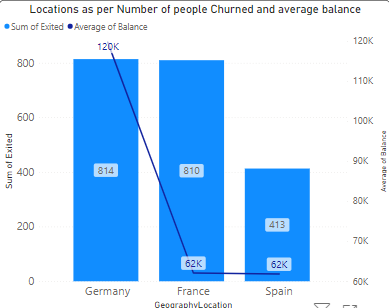 Locations as per Number of people Churned and average balance
Sum of Exited Average of Balance
120K
120K
800
110K
100K
600
Sum of Exited
Average of Balance
814
810
400
90K
80K
413
200
70K
62K
62K
0
60K
Germany France Spain
GeographyLocation